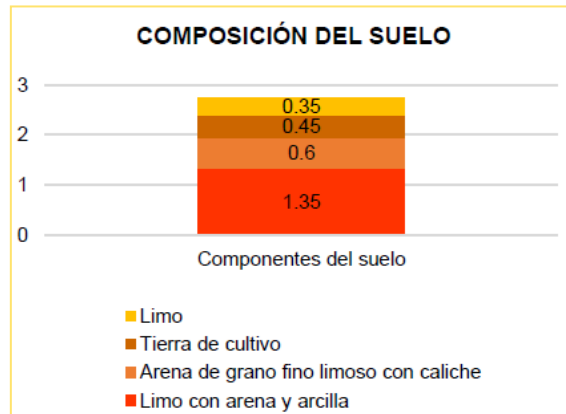 COMPOSICIÓN DEL SUELO
3
0.35
0.45
2
0.6
1
1.35
0
Componentes del suelo
Limo
Tierra de cultivo
Arena de grano fino limoso con caliche
Limo con arena y arcilla